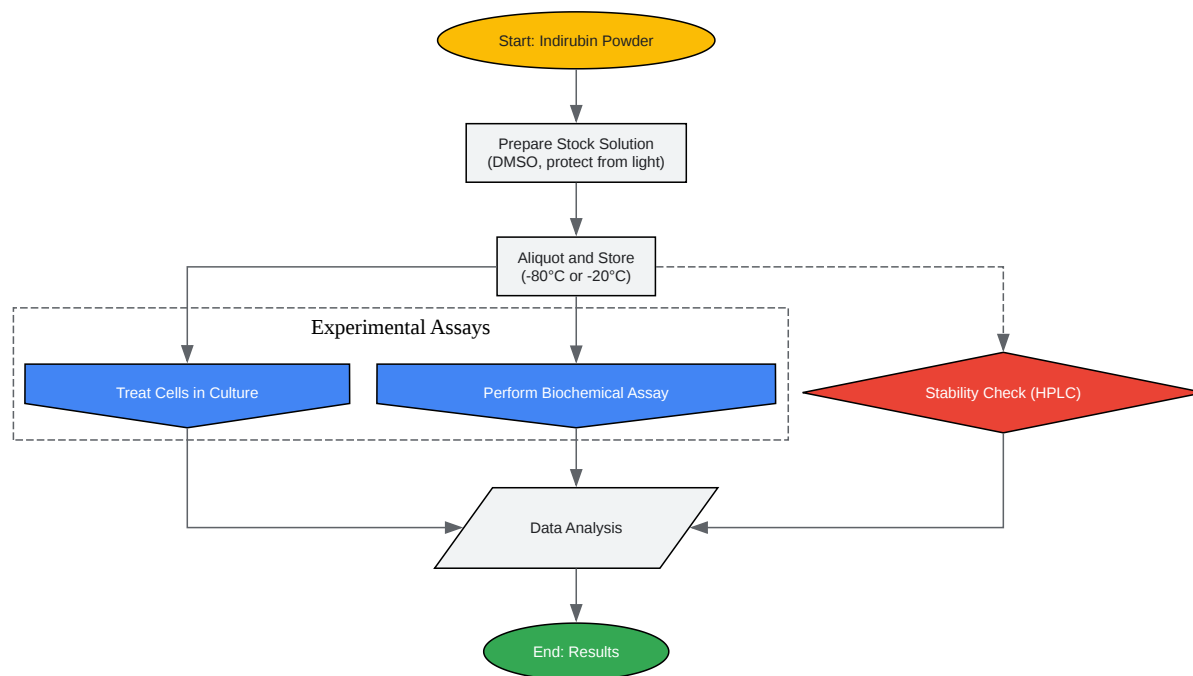 Start: Indirubin Powder
Prepare Stock Solution
(DMSO, protect from light)
Aliquot and Store
(-80°C or -20°C)
Experimental Assays
Treat Cells in Culture
Perform Biochemical Assay
Stability Check (HPLC)
Data Analysis
End: Results